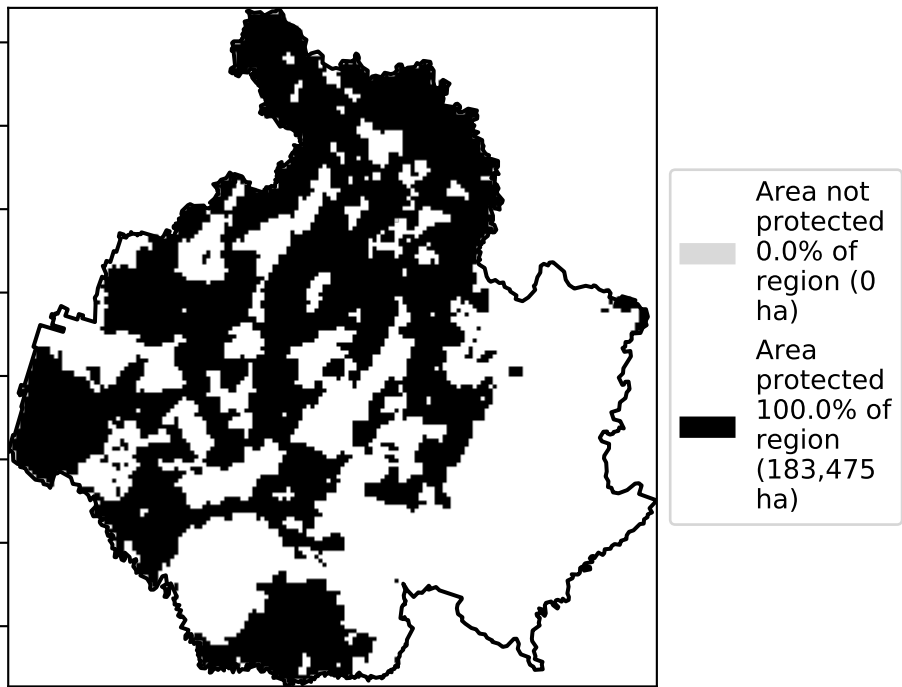 Area not
protected
0.0% of
region (0
ha)
Area
protected
100.0% of
region
(183,475
ha)